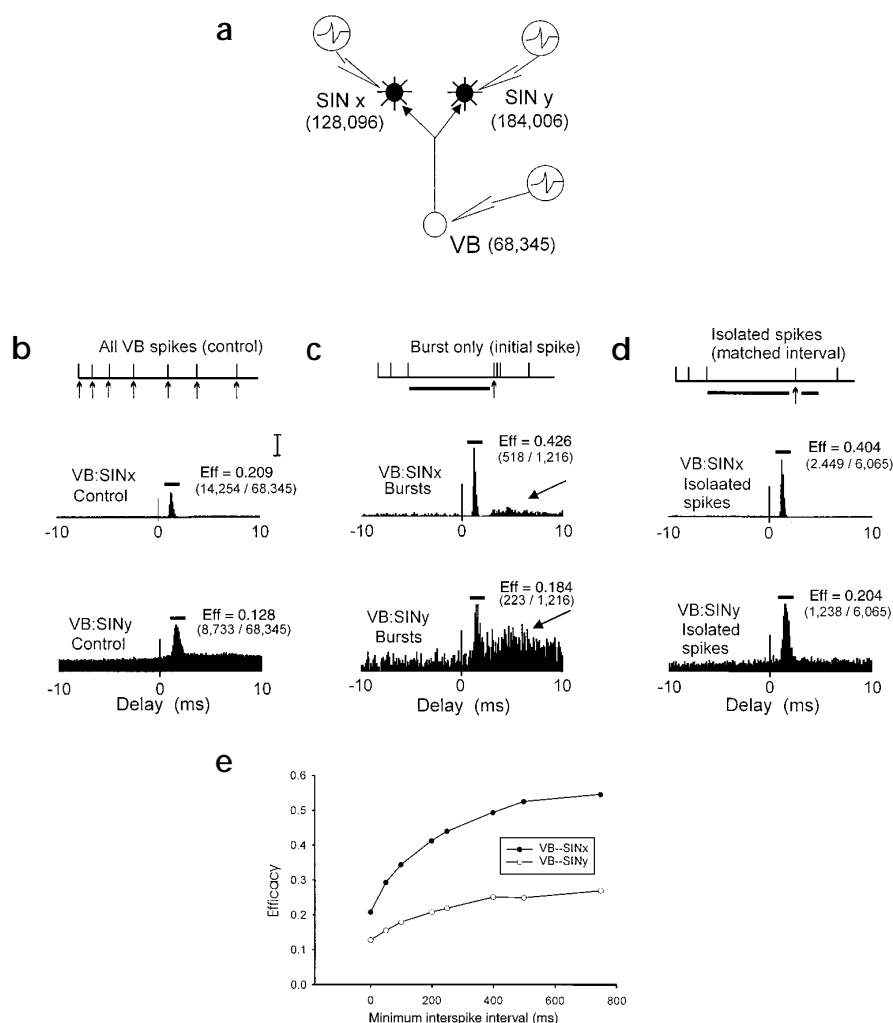 a
SIN x
(128,096)
SIN y
(184,006)
VB (68,345)
b
All VB spikes (control)
VB:SINx
Control
Eff = 0.209
(14,254 / 68,345)
-10 0 10
VB:SINy
Control
Eff = 0.128
(8,733 / 68,345)
-10 0 10
Delay (ms)
c
Burst only (initial spike)
VB:SINx
Bursts
Eff = 0.426
(518 / 1,216)
-10 0 10
VB:SINy
Bursts
Eff = 0.184
(223 / 1,216)
-10 0 10
Delay (ms)
d
Isolated spikes
(matched interval)
VB:SINx
Isolaated
spikes
Eff = 0.404
(2.449 / 6,065)
-10 0 10
VB:SINy
Isolated
spikes
Eff = 0.204
(1,238 / 6,065)
-10 0 10
Delay (ms)
e
0.6
0.5
0.4
0.3
0.2
0.1
0.0
Efficacy
VB--SINx
VB--SINy
0 200 400 600 800
Minimum interspike interval (ms)